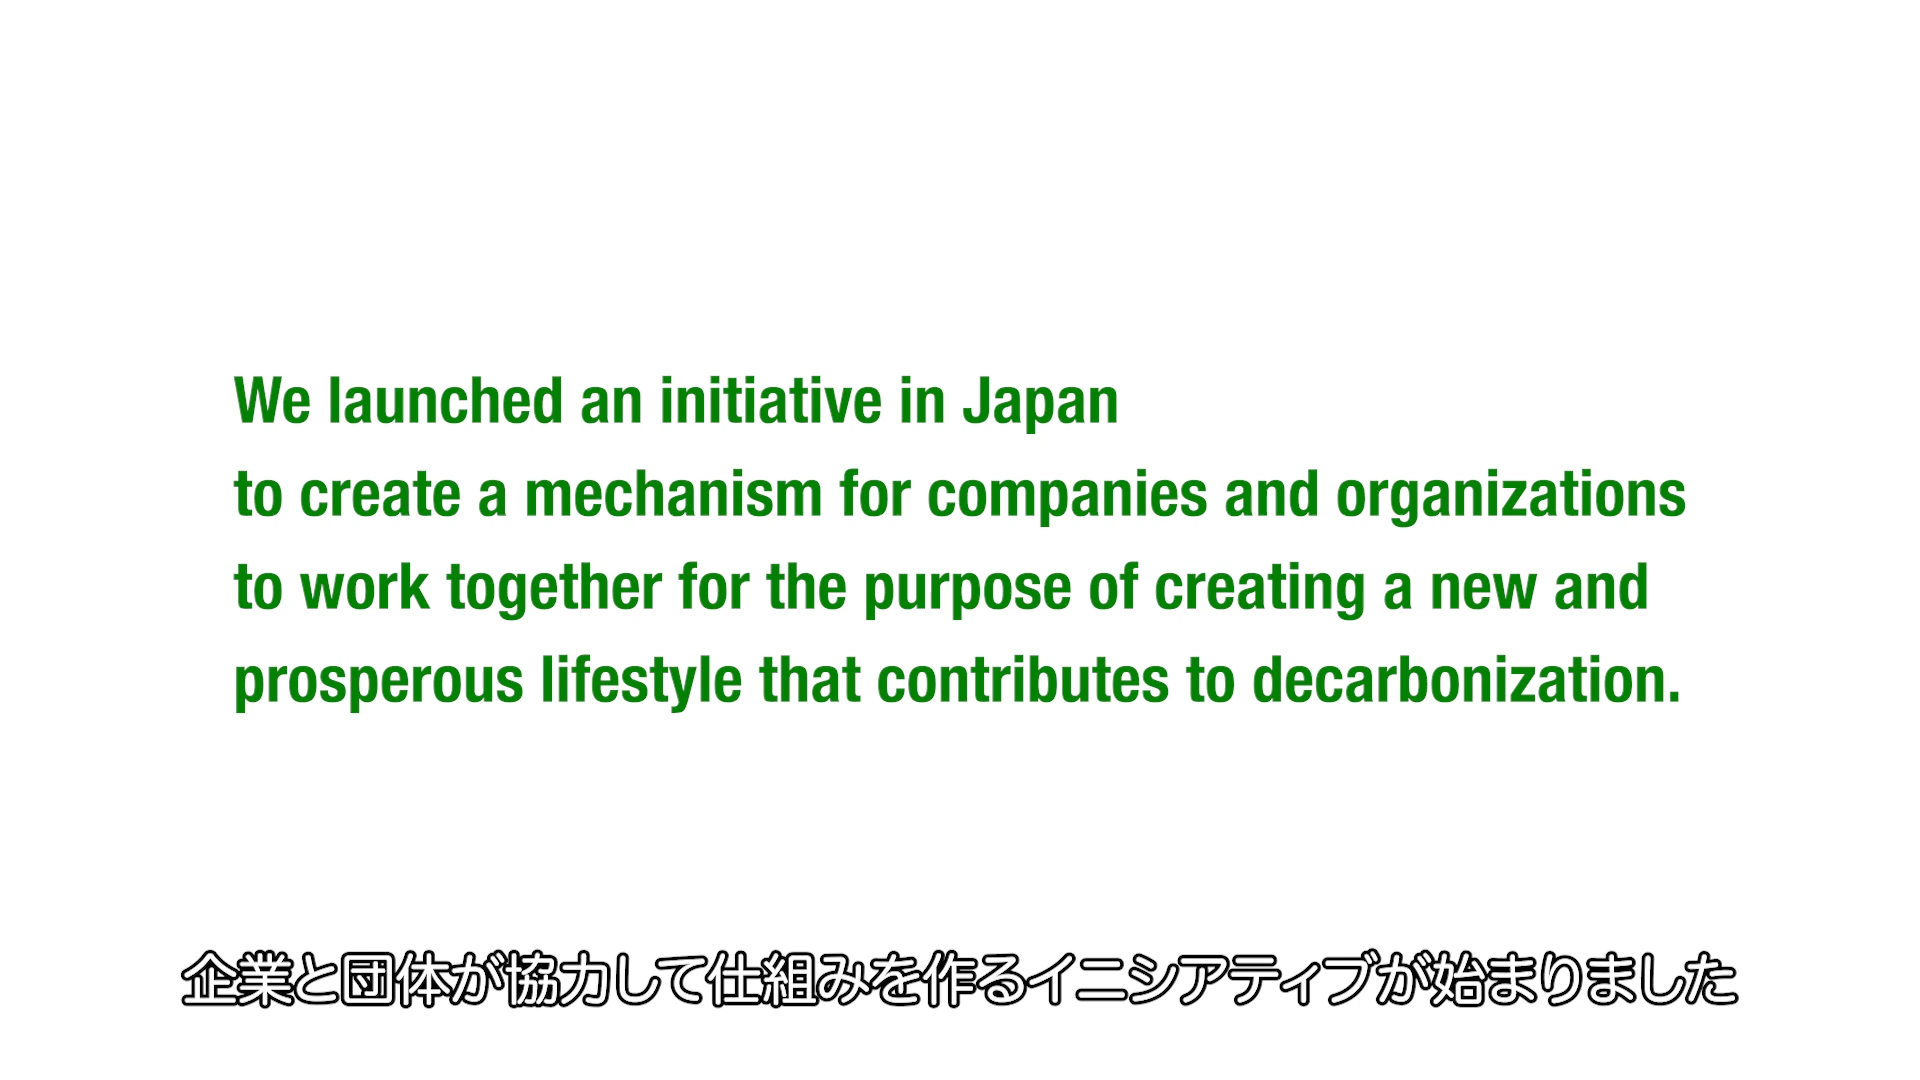 We launched an initiative in Japan
to create a mechanism for companies and organizations
to work together for the purpose of creating a new and
prosperous lifestyle that contributes to decarbonization.
企業と団体が協力して仕組みを作るイニシアティブが始まりました